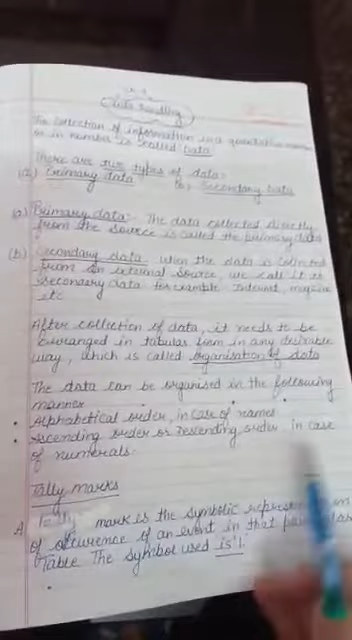 Data Handling
The collection of information in a quantitative manner
or in number is called Data
There are two types of data:-
(a) Primary data (b) Secondary Data
(a) Primary data:- The data collected directly
from the source is called the primary data
(b) Secondary data when the data is collected
from an external source, we call it as
secondary data for example Internet, magazine
etc
After collection of data, it needs to be
arranged in tabular form in any desirable
way, which is called organisation of data
The data can be organised in the following
manner
• Alphabetical order, in case of names
• Ascending order or Descending order in case
of numerals.
Tally marks
A Tally mark is the symbolic
of occurence of an event in that
Table. The symbol used is '|'.